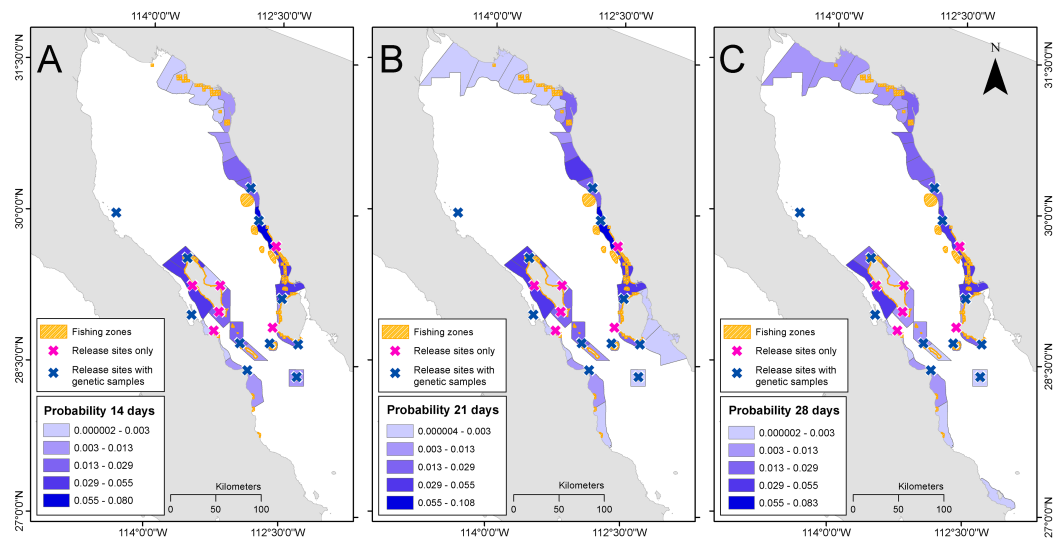 114°0'0"W 112°30'0"W 114°0'0"W 112°30'0"W 114°0'0"W 112°30'0"W
31°30'0"N
30°0'0"N
28°30'0"N
27°0'0"N
A
Fishing zones
Release sites only
Release sites with
genetic samples
Probability 14 days
0.000002 - 0.003
0.003 - 0.013
0.013 - 0.029
0.029 - 0.055
0.055 - 0.080
Kilometers
0 50 100
B
Fishing zones
Release sites only
Release sites with
genetic samples
Probability 21 days
0.000004 - 0.003
0.003 - 0.013
0.013 - 0.029
0.029 - 0.055
0.055 - 0.108
Kilometers
0 50 100
C
N
Fishing zones
Release sites only
Release sites with
genetic samples
Probability 28 days
0.000002 - 0.003
0.003 - 0.013
0.013 - 0.029
0.029 - 0.055
0.055 - 0.083
Kilometers
0 50 100
31°30'0"N
30°0'0"N
28°30'0"N
27°0'0"N
114°0'0"W 112°30'0"W 114°0'0"W 112°30'0"W 114°0'0"W 112°30'0"W